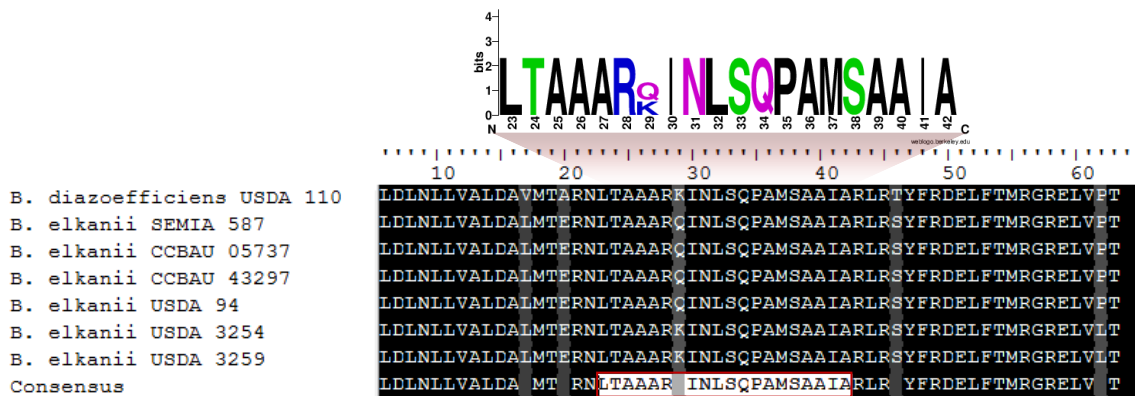 4
3
2
1
0
bits
LTAAARQINLSQPAMSAAIA
K
N 23 24 25 26 27 28 29 30 31 32 33 34 35 36 37 38 39 40 41 42 C
weblogo.berkeley.edu
10 20 30 40 50 60
B. diazoefficiens USDA 110 LDLNLLVALDAVMTARNLTAAARKINLSQPAMSAAIARLRTYFRDELFTMRGRELVPT
B. elkanii SEMIA 587 LDLNLLVALDALMTERNLTAAARQINLSQPAMSAAIARLRSYFRDELFTMRGRELVPT
B. elkanii CCBAU 05737 LDLNLLVALDALMTERNLTAAARQINLSQPAMSAAIARLRSYFRDELFTMRGRELVPT
B. elkanii CCBAU 43297 LDLNLLVALDALMTERNLTAAARQINLSQPAMSAAIARLRSYFRDELFTMRGRELVPT
B. elkanii USDA 94 LDLNLLVALDALMTERNLTAAARQINLSQPAMSAAIARLRSYFRDELFTMRGRELVPT
B. elkanii USDA 3254 LDLNLLVALDALMTERNLTAAARKINLSQPAMSAAIARLRSYFRDELFTMRGRELVLT
B. elkanii USDA 3259 LDLNLLVALDALMTERNLTAAARKINLSQPAMSAAIARLRSYFRDELFTMRGRELVLT
Consensus LDLNLLVALDA MT RNLTAAAR INLSQPAMSAAIARLR YFRDELFTMRGRELV T